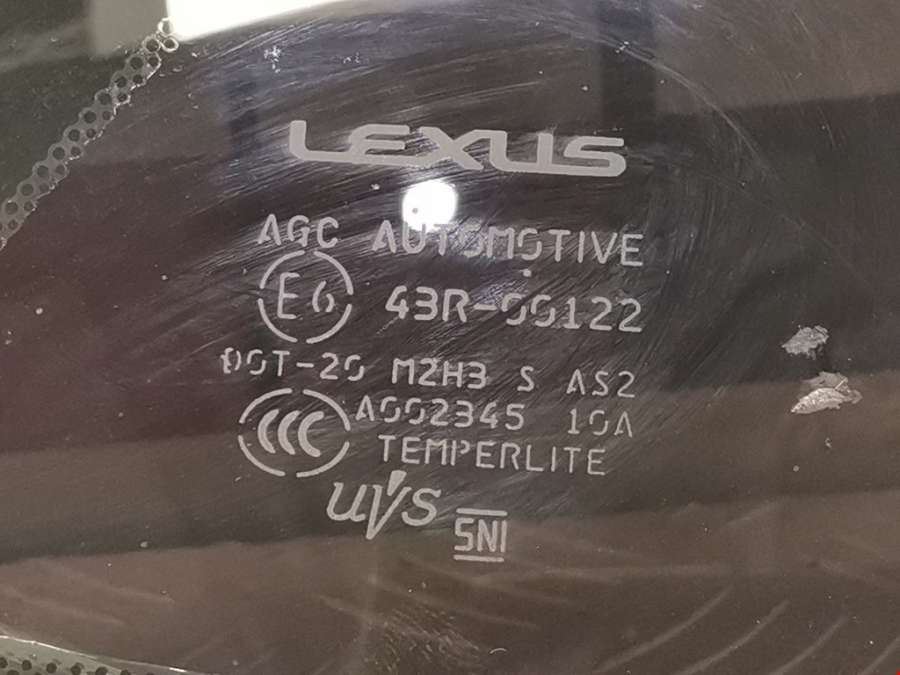 LEXUS
AGC AUTOMOTIVE
E6 43R-00122
DOT-20 M2H3 S AS2
CCC A002345 10A
TEMPERLITE
UVS
SNI